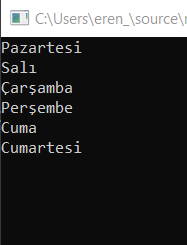 C:\Users\eren_\source\r
Pazartesi
Salı
Çarşamba
Perşembe
Cuma
Cumartesi